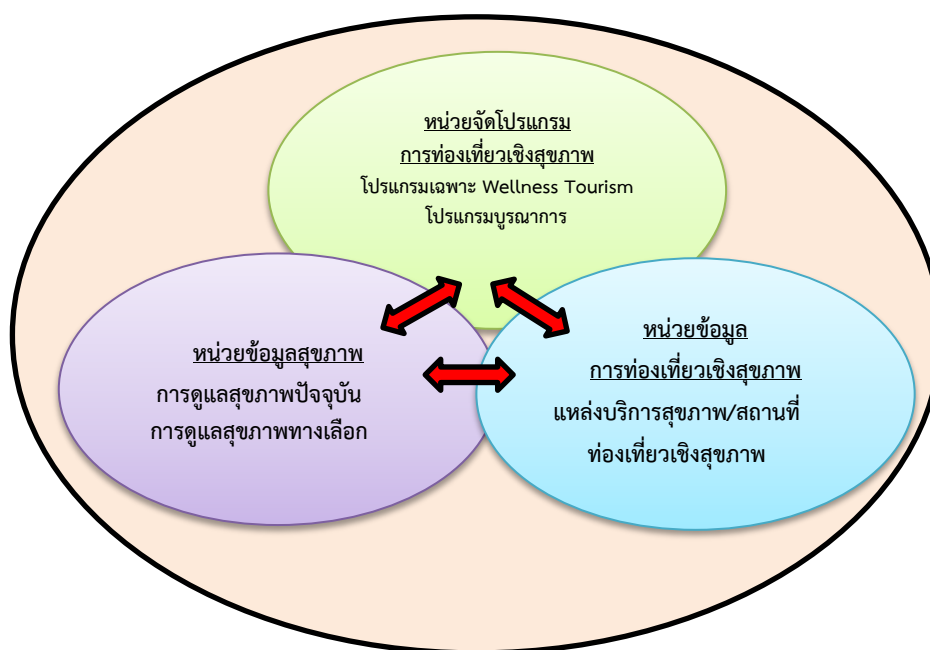 หน่วยจัดโปรแกรม
การท่องเที่ยวเชิงสุขภาพ
โปรแกรมเฉพาะ Wellness Tourism
โปรแกรมบูรณาการ
หน่วยข้อมูลสุขภาพ
การดูแลสุขภาพปัจจุบัน
การดูแลสุขภาพทางเลือก
หน่วยข้อมูล
การท่องเที่ยวเชิงสุขภาพ
แหล่งบริการสุขภาพ/สถานที่
ท่องเที่ยวเชิงสุขภาพ